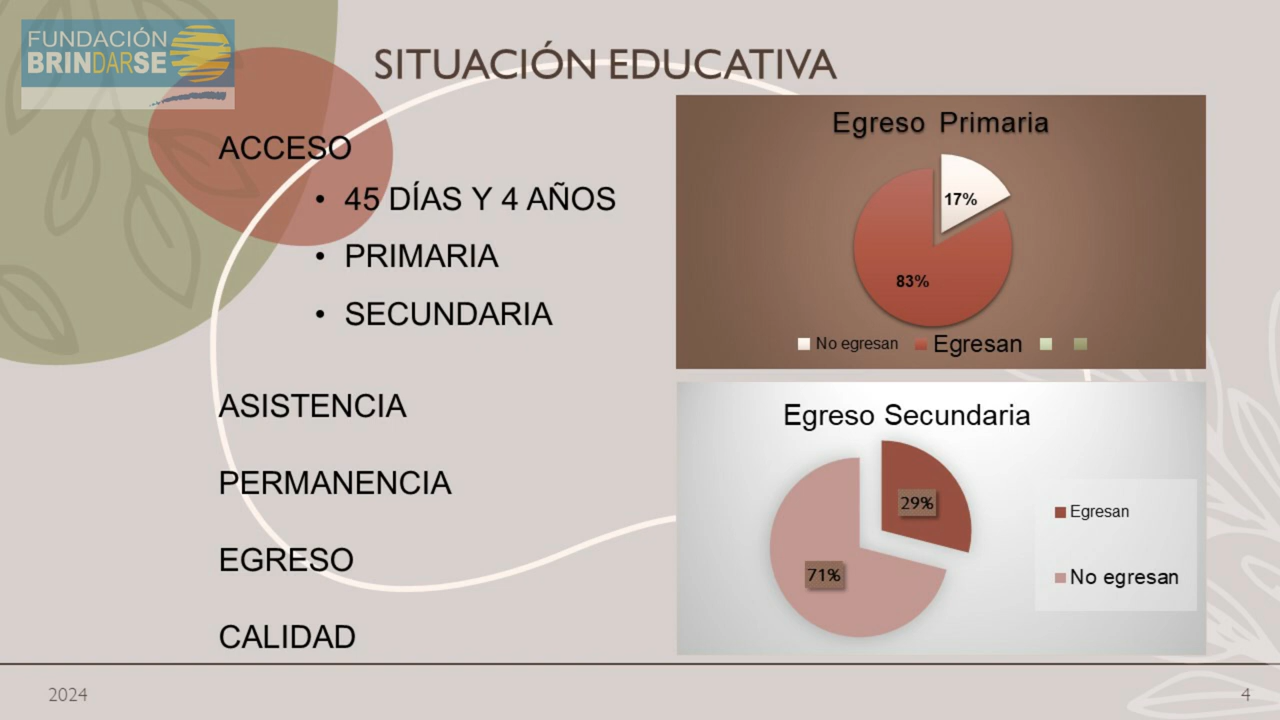 FUNDACIÓN
BRINDARSE
SITUACIÓN EDUCATIVA
ACCESO
• 45 DÍAS Y 4 AÑOS
• PRIMARIA
• SECUNDARIA
ASISTENCIA
PERMANENCIA
EGRESO
CALIDAD
Egreso Primaria
17%
83%
No egresan Egresan
Egreso Secundaria
29%
71%
Egresan
No egresan
2024
4